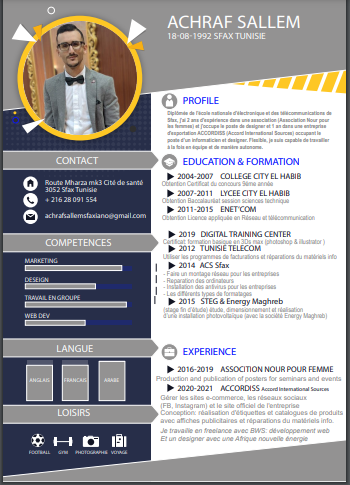 ACHRAF SALLEM
18-08-1992 SFAX TUNISIE
PROFILE
Diplômé de l'école nationale d'électronique et des télécommunications de
Sfax, j'ai 2 ans d'expérience dans une association (Association Nour pour
les femmes) et j'occupe le poste de designer et 1 an dans une entreprise
d'exportation ACCORDISS (Accord International Sources) occupant le
poste d'un informaticien et designer. Flexible, je suis capable de travailler
à la fois en équipe et de manière autonome.
CONTACT
Route Mharza mk3 Cité de santé
3052 Sfax Tunisie
+ 216 28 091 554
achrafsallemsfaxiano@gmail.com
COMPETENCES
MARKETING
DESEIGN
TRAVAIL EN GROUPE
WEB DEV
LANGUE
ANGLAIS
FRANCAIS
ARABE
LOISIRS
FOOTBALL
GYM
PHOTOGRAPHIE
VOYAGE
EDUCATION & FORMATION
2004-2007 COLLEGE CITY EL HABIB
Obtention Certificat du concours 9ème année
2007-2011 LYCEE CITY EL HABIB
Obtention Baccalauréat session sciences technique
2011-2015 ENET'COM
Obtention Licence appliquée en Réseau et télécommunication
2019 DIGITAL TRAINING CENTER
Certificat formation basique en 3Ds max (photoshop & illustrator )
2012 TUNISIE TELECOM
Utiliser les programmes de facturations et réparations du matériels info
2014 ACS Sfax
- Faire un montage réseau pour les entreprises
- Reparation des ordinateurs
- Installation des antivirus pour les entreprises
- Les différents types de formatages
2015 STEG & Energy Maghreb
(stage fin d'étude) étude, dimensionnement et réalisation
d'une installation photovoltaïque (avec la société Energy Maghreb)
EXPERIENCE
2016-2019 ASSOCITION NOUR POUR FEMME
Production and publication of posters for seminars and events
2020-2021 ACCORDISS Accord International Sources
Gérer les sites e-commerce, les réseaux sociaux
(FB, Instagram) et le site officiel de l'entreprise
Conception: réalisation d'étiquettes et catalogues de produits
avec affiches publicitaires et réparations du matériels info.
Je travaille en freelance avec BWS: développement web
Et un designer avec une Afrique nouvelle énergie